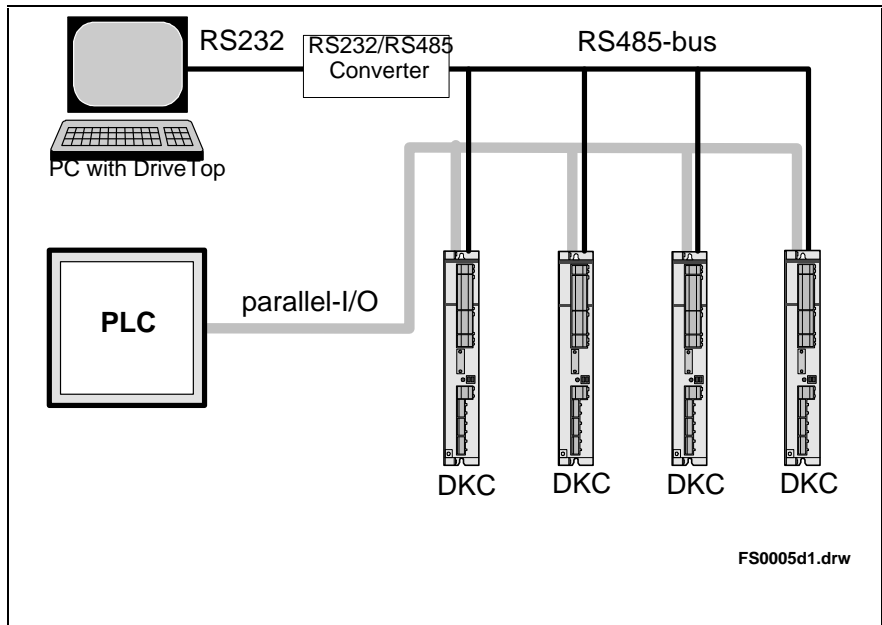 RS232
RS232/RS485
Converter
RS485-bus
PC with DriveTop
parallel-I/O
PLC
DKC
DKC
DKC
DKC
FS0005d1.drw